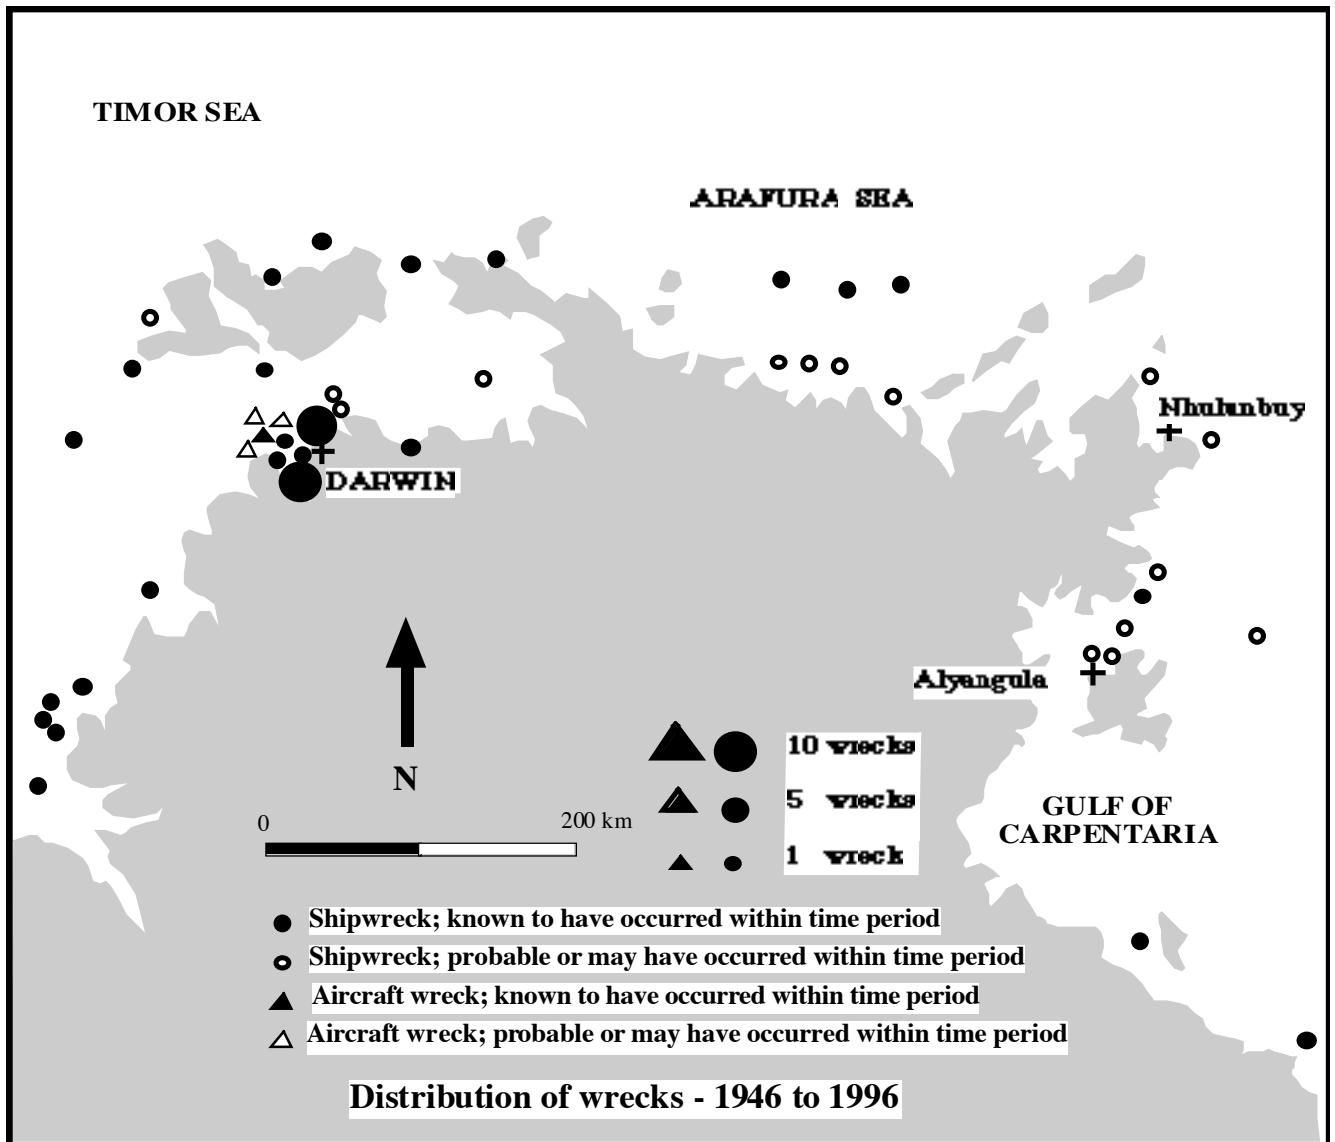 TIMOR SEA
ARAFURA SEA
Nhulunbuy
DARWIN
Alyangula
N
0 200 km
10 wrecks
5 wrecks
1 wreck
GULF OF
CARPENTARIA
Shipwreck; known to have occurred within time period
Shipwreck; probable or may have occurred within time period
Aircraft wreck; known to have occurred within time period
Aircraft wreck; probable or may have occurred within time period
Distribution of wrecks - 1946 to 1996